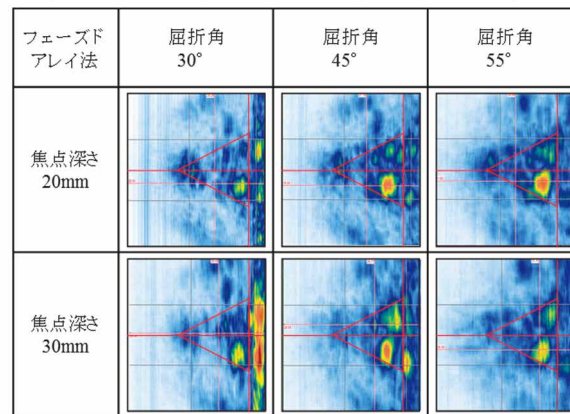 フェーズド
アレイ法
屈折角
30°
屈折角
45°
屈折角
55°
焦点深さ
20mm
焦点深さ
30mm